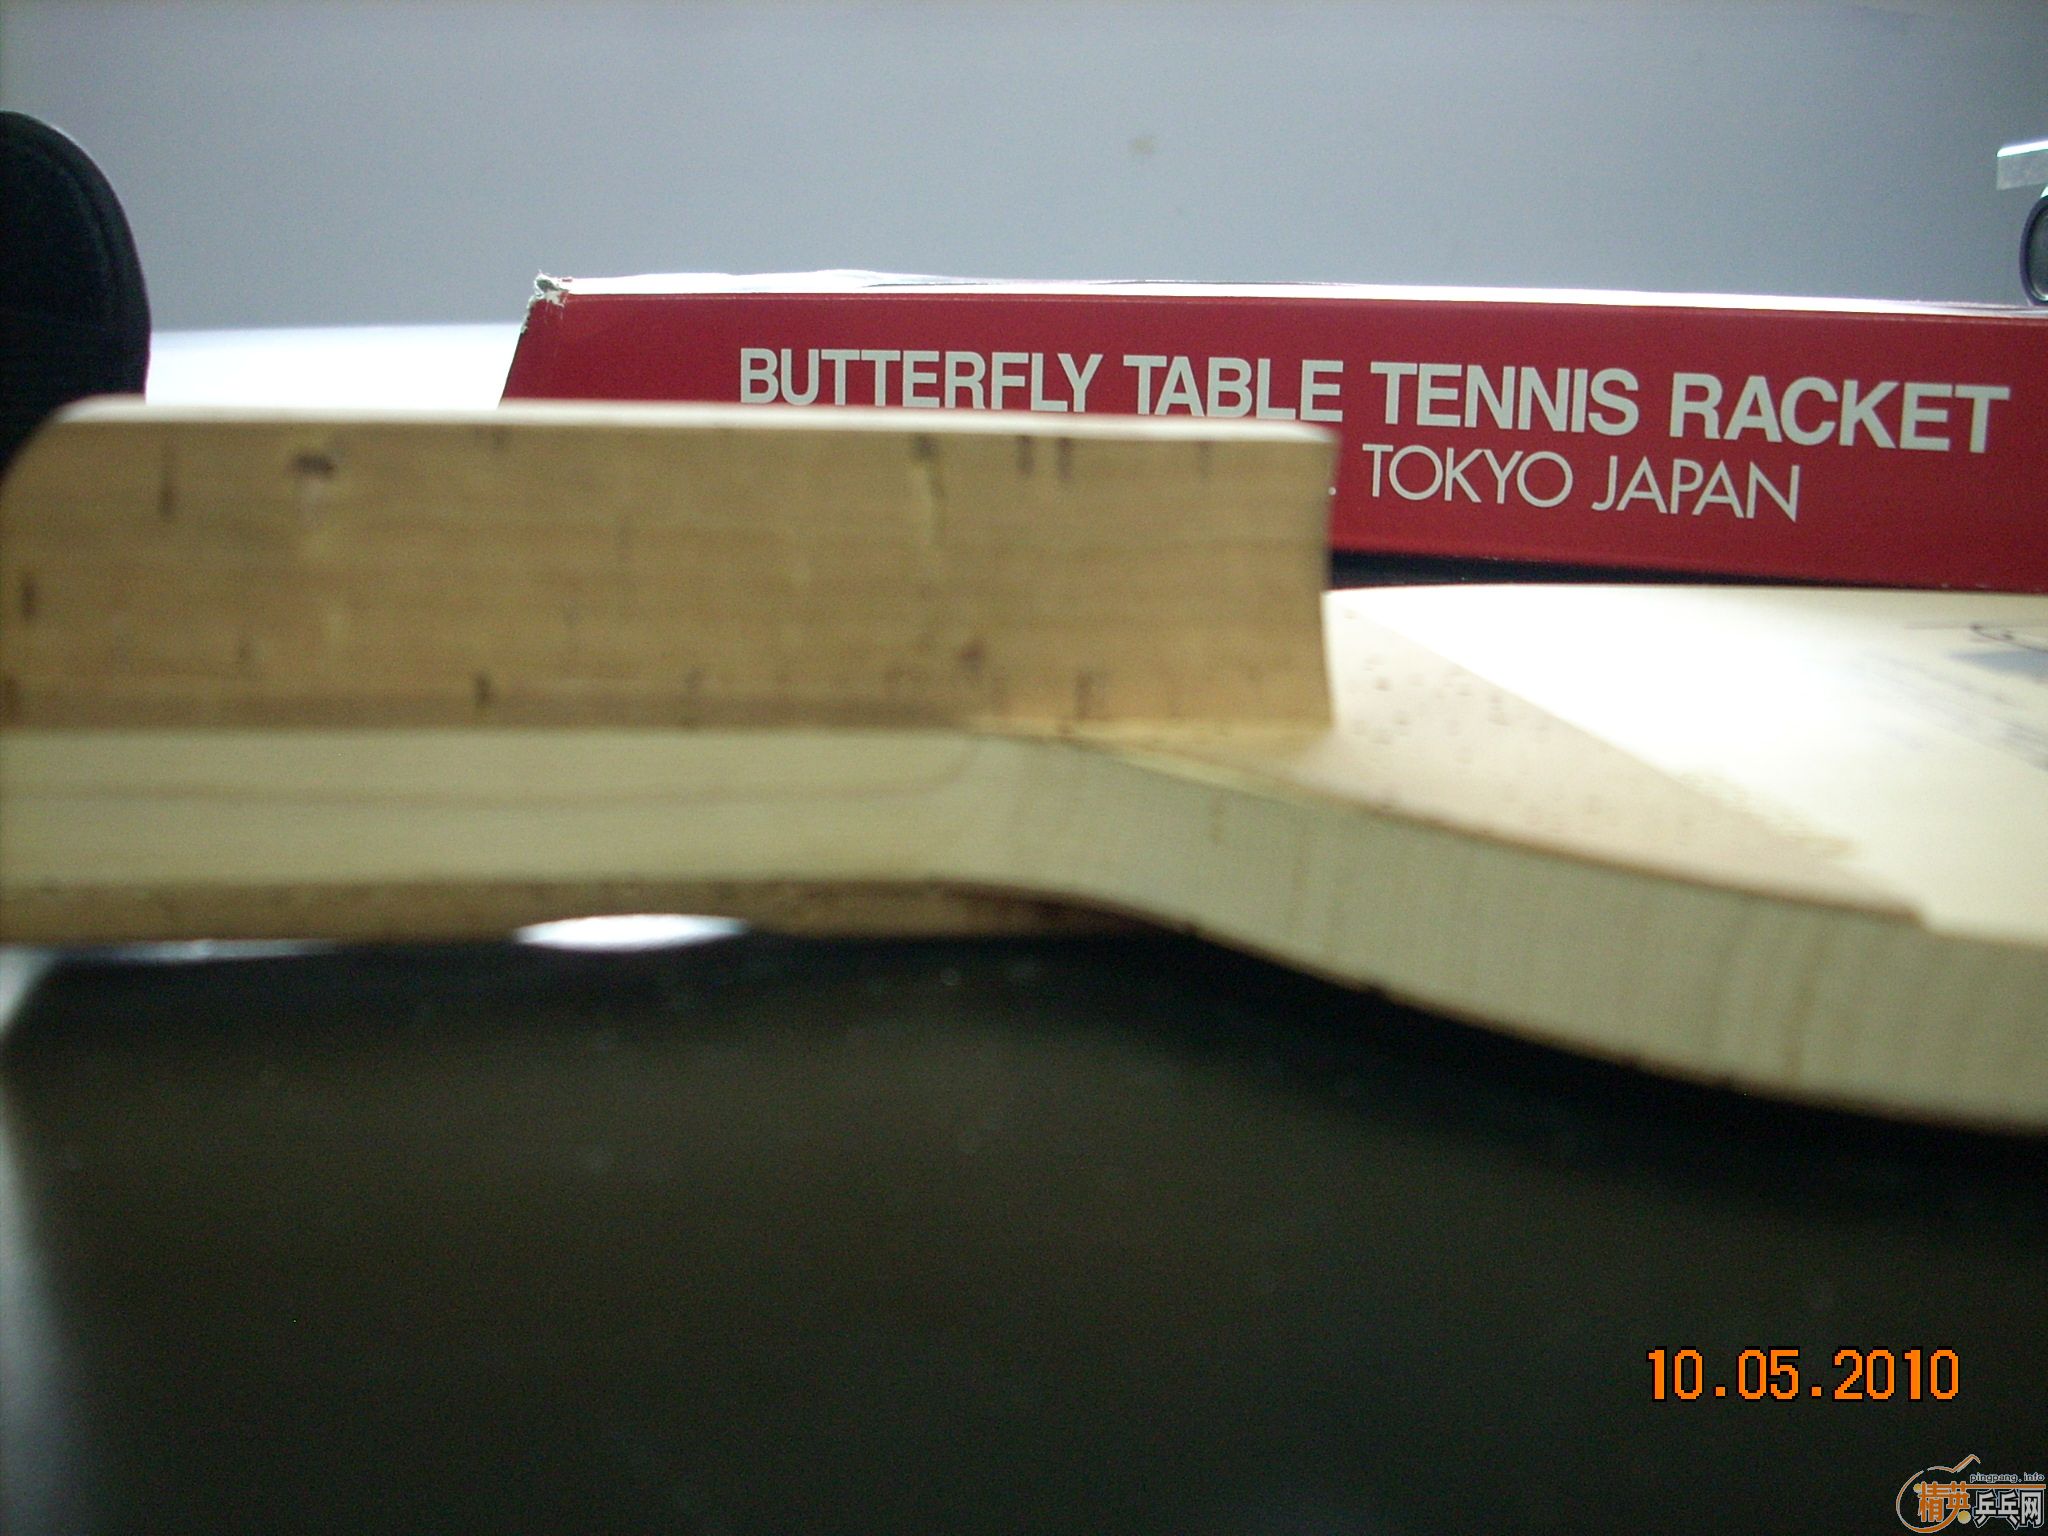 BUTTERFLY TABLE TENNIS RACKET
TOKYO JAPAN
10.05.2010
pingpang.info
精英乒乓网